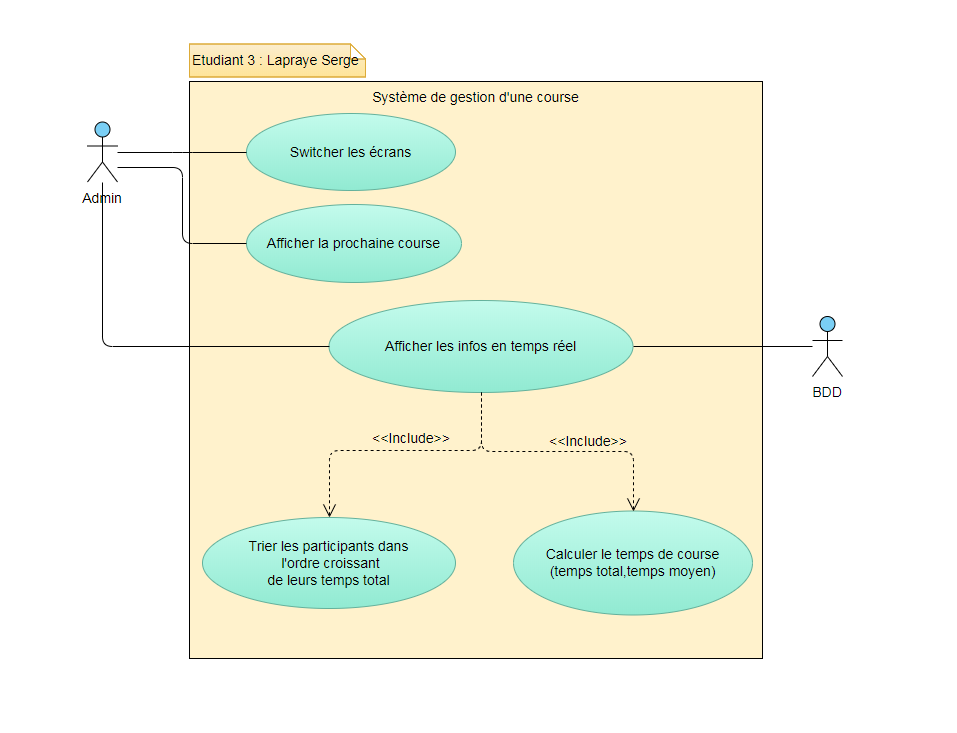 Etudiant 3 : Lapraye Serge
Système de gestion d'une course
Switcher les écrans
Admin
Afficher la prochaine course
Afficher les infos en temps réel
BDD
<<Include>>
<<Include>>
Trier les participants dans
l'ordre croissant
de leurs temps total
Calculer le temps de course
(temps total,temps moyen)